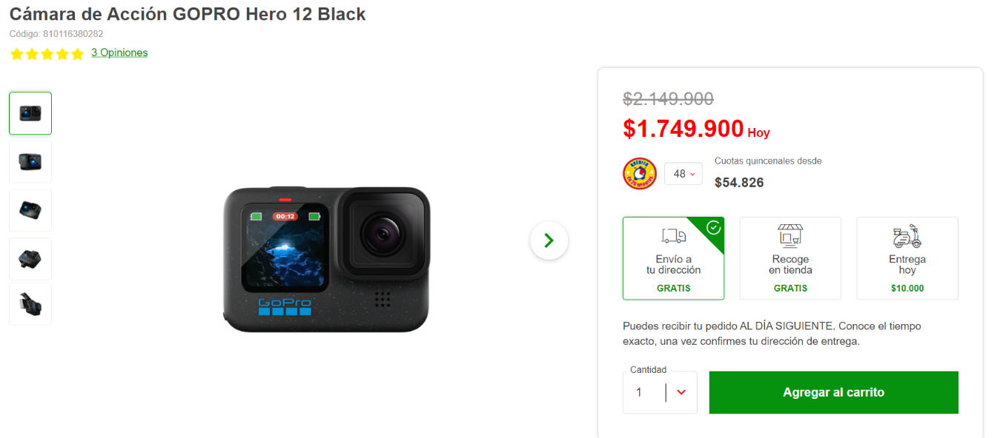 Cámara de Acción GOPRO Hero 12 Black
Código: 810116380282
3 Opiniones
$2.149.900
$1.749.900 Hoy
48
Cuotas quincenales desde
$54.826
00:12
GoPro
Envío a
tu dirección
GRATIS
Recoge
en tienda
GRATIS
Entrega
hoy
$10.000
Puedes recibir tu pedido AL DÍA SIGUIENTE. Conoce el tiempo
exacto, una vez confirmes tu dirección de entrega.
Cantidad
1
Agregar al carrito